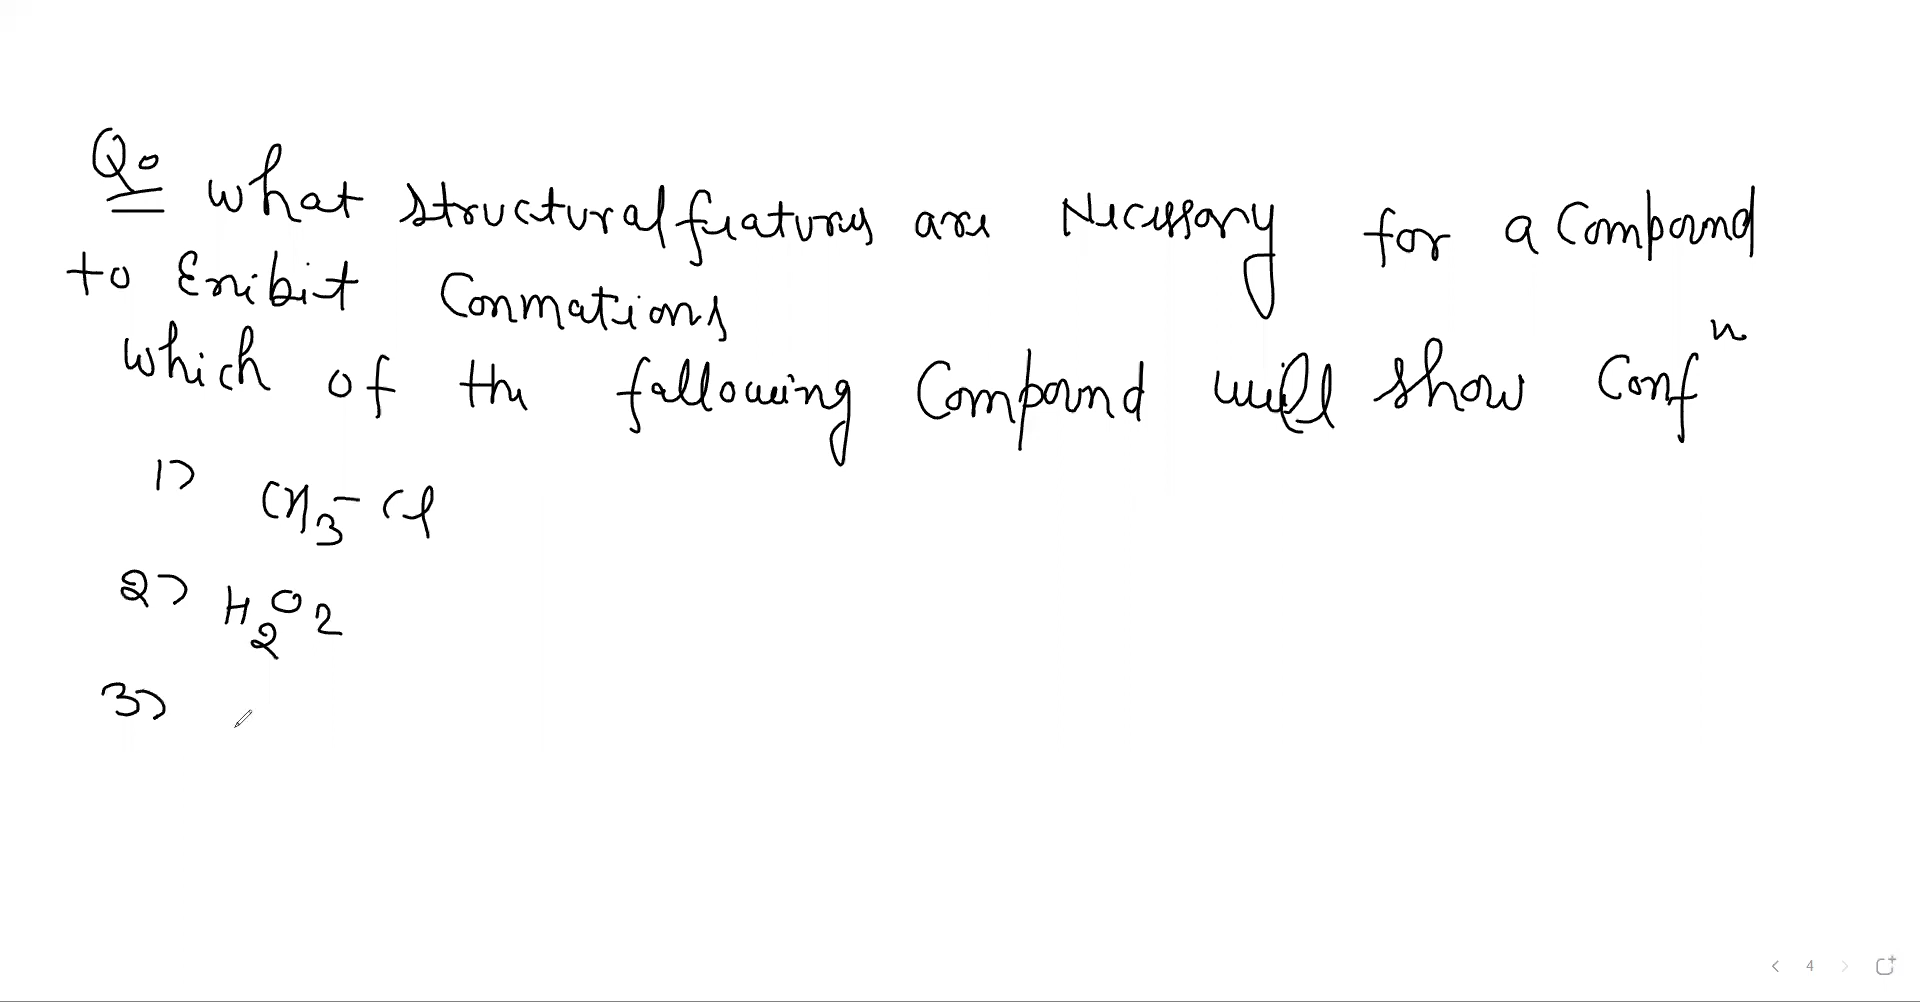 Q. what structural features are Necessary for a Compound
to Exibit Conmations
which of the fallowing Compound will show Confⁿ
1) CH₃-Cl
2) H₂O₂
3)
4